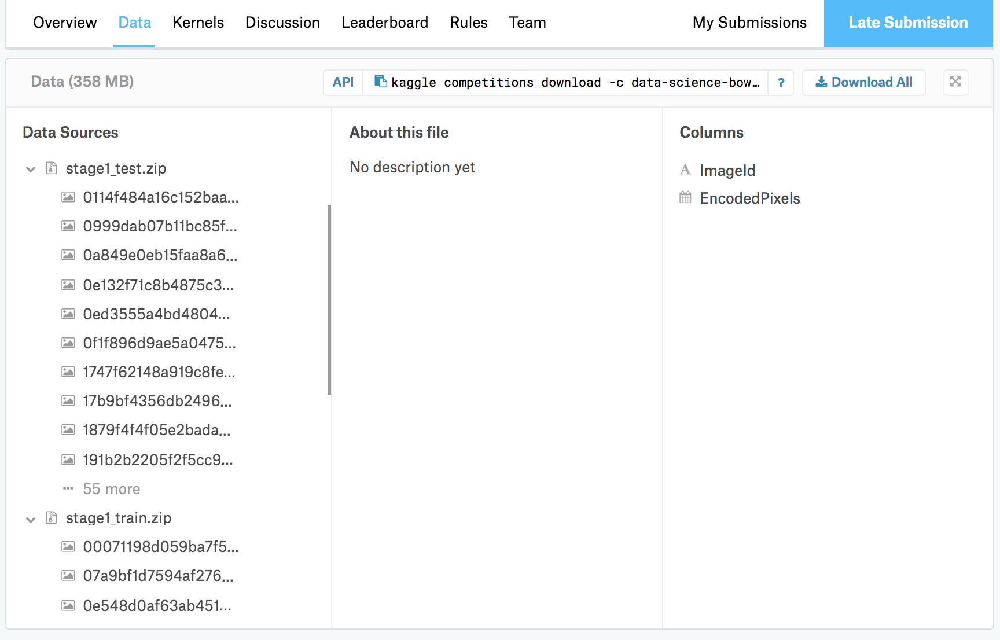 Overview Data Kernels Discussion Leaderboard Rules Team My Submissions Late Submission
Data (358 MB) API kaggle competitions download -c data-science-bow… ? Download All
Data Sources
stage1_test.zip
0114f484a16c152baa...
0999dab07b11bc85f...
0a849e0eb15faa8a6...
0e132f71c8b4875c3...
0ed3555a4bd4804...
0f1f896d9ae5a0475...
1747f62148a919c8fe...
17b9bf4356db2496...
1879f4f4f05e2bada...
191b2b2205f2f5cc9...
55 more
stage1_train.zip
00071198d059ba7f5...
07a9bf1d7594af276...
0e548d0af63ab451...
About this file
No description yet
Columns
ImageId
EncodedPixels